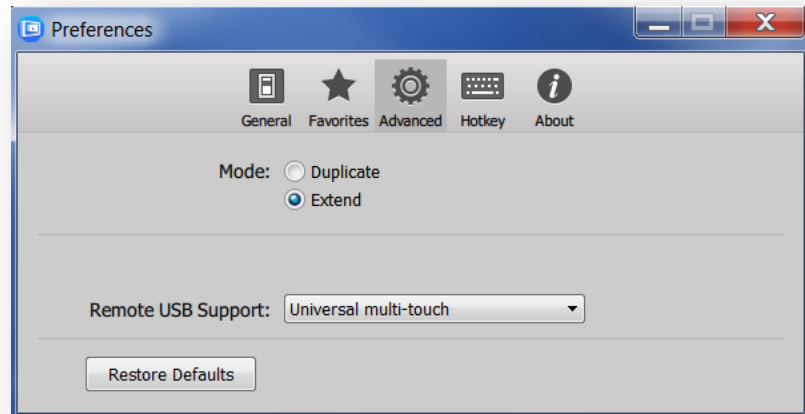 Preferences
General Favorites Advanced Hotkey About
Mode: Duplicate
Extend
Remote USB Support: Universal multi-touch
Restore Defaults